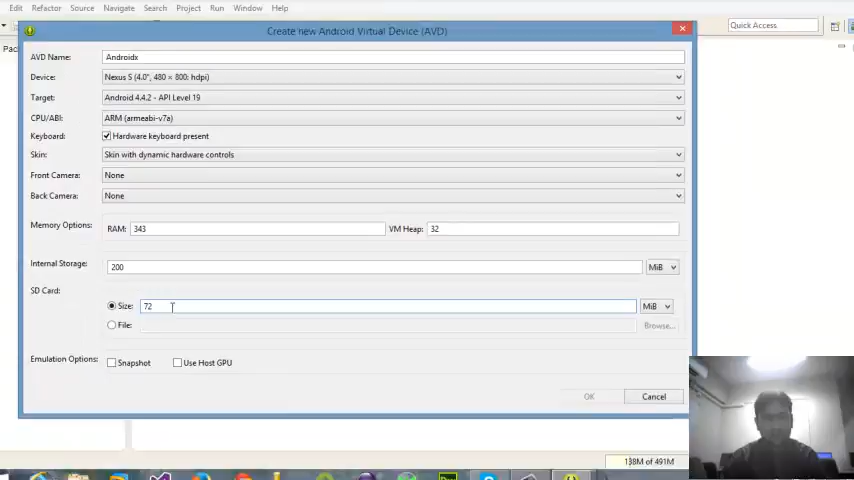 Edit Refactor Source Navigate Search Project Run Window Help
Quick Access
Pac
Create new Android Virtual Device (AVD)
AVD Name: Androidx
Device: Nexus S (4.0", 480 × 800: hdpi)
Target: Android 4.4.2 - API Level 19
CPU/ABI: ARM (armeabi-v7a)
Keyboard: Hardware keyboard present
Skin: Skin with dynamic hardware controls
Front Camera: None
Back Camera: None
Memory Options: RAM: 343 VM Heap: 32
Internal Storage: 200 MiB
SD Card:
Size: 72 MiB
File: Browse...
Emulation Options: Snapshot Use Host GPU
OK Cancel
138M of 491M